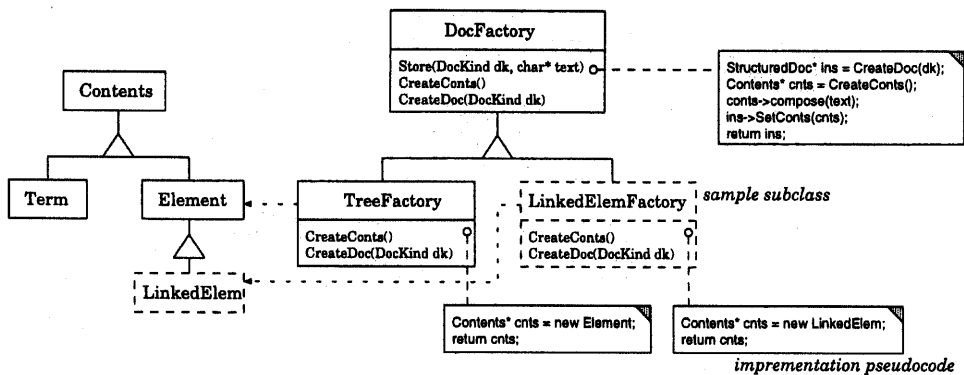 DocFactory
Store(DocKind dk, char* text)
CreateConts()
CreateDoc(DocKind dk)
StructuredDoc* ins = CreateDoc(dk);
Contents* cnts = CreateConts();
conts->compose(text);
ins->SetConts(cnts);
return ins;
Contents
Term
Element
LinkedElem
TreeFactory
CreateConts()
CreateDoc(DocKind dk)
LinkedElemFactory
CreateConts()
CreateDoc(DocKind dk)
sample subclass
Contents* cnts = new Element;
return cnts;
Contents* cnts = new LinkedElem;
return cnts;
imprementation pseudocode